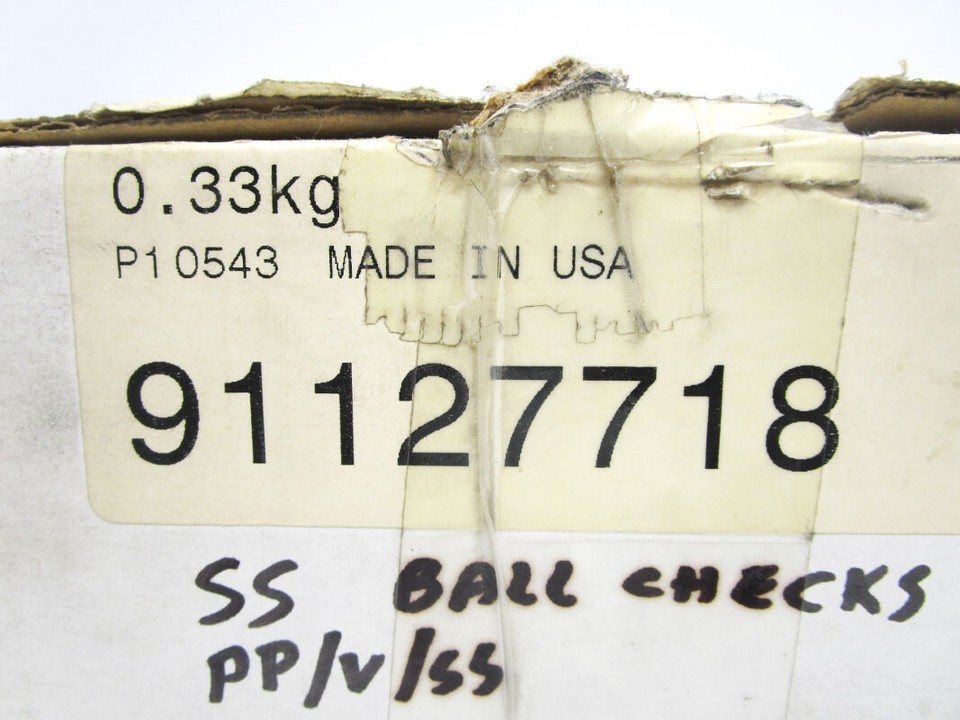 0.33kg
P10543 MADE IN USA
91127718
SS BALL CHECKS
PP/V/SS